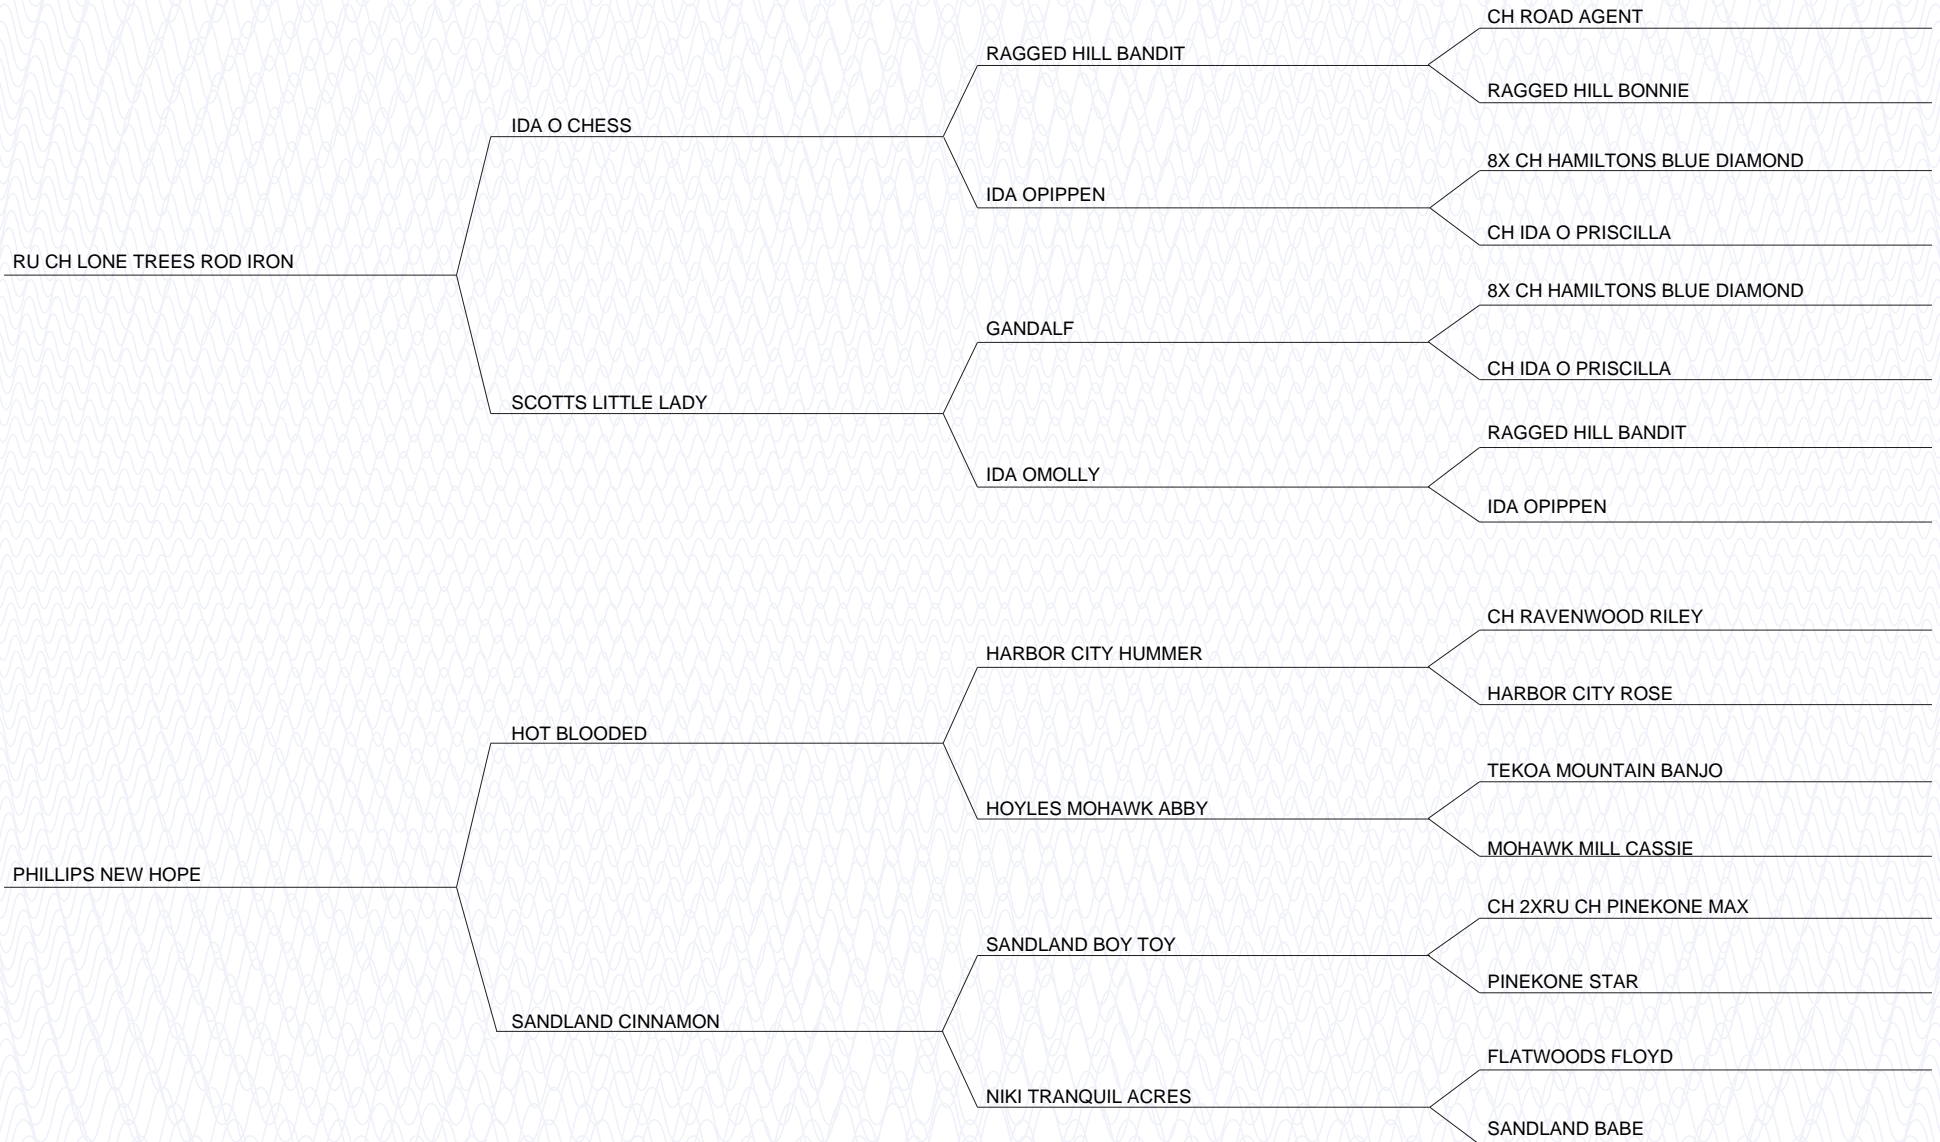 CH ROAD AGENT
RAGGED HILL BANDIT
RAGGED HILL BONNIE
IDA O CHESS
8X CH HAMILTONS BLUE DIAMOND
IDA OPIPPEN
CH IDA O PRISCILLA
RU CH LONE TREES ROD IRON
8X CH HAMILTONS BLUE DIAMOND
GANDALF
CH IDA O PRISCILLA
SCOTTS LITTLE LADY
RAGGED HILL BANDIT
IDA OMOLLY
IDA OPIPPEN
CH RAVENWOOD RILEY
HARBOR CITY HUMMER
HARBOR CITY ROSE
HOT BLOODED
TEKOA MOUNTAIN BANJO
HOYLES MOHAWK ABBY
MOHAWK MILL CASSIE
PHILLIPS NEW HOPE
CH 2XRU CH PINEKONE MAX
SANDLAND BOY TOY
PINEKONE STAR
SANDLAND CINNAMON
FLATWOODS FLOYD
NIKI TRANQUIL ACRES
SANDLAND BABE